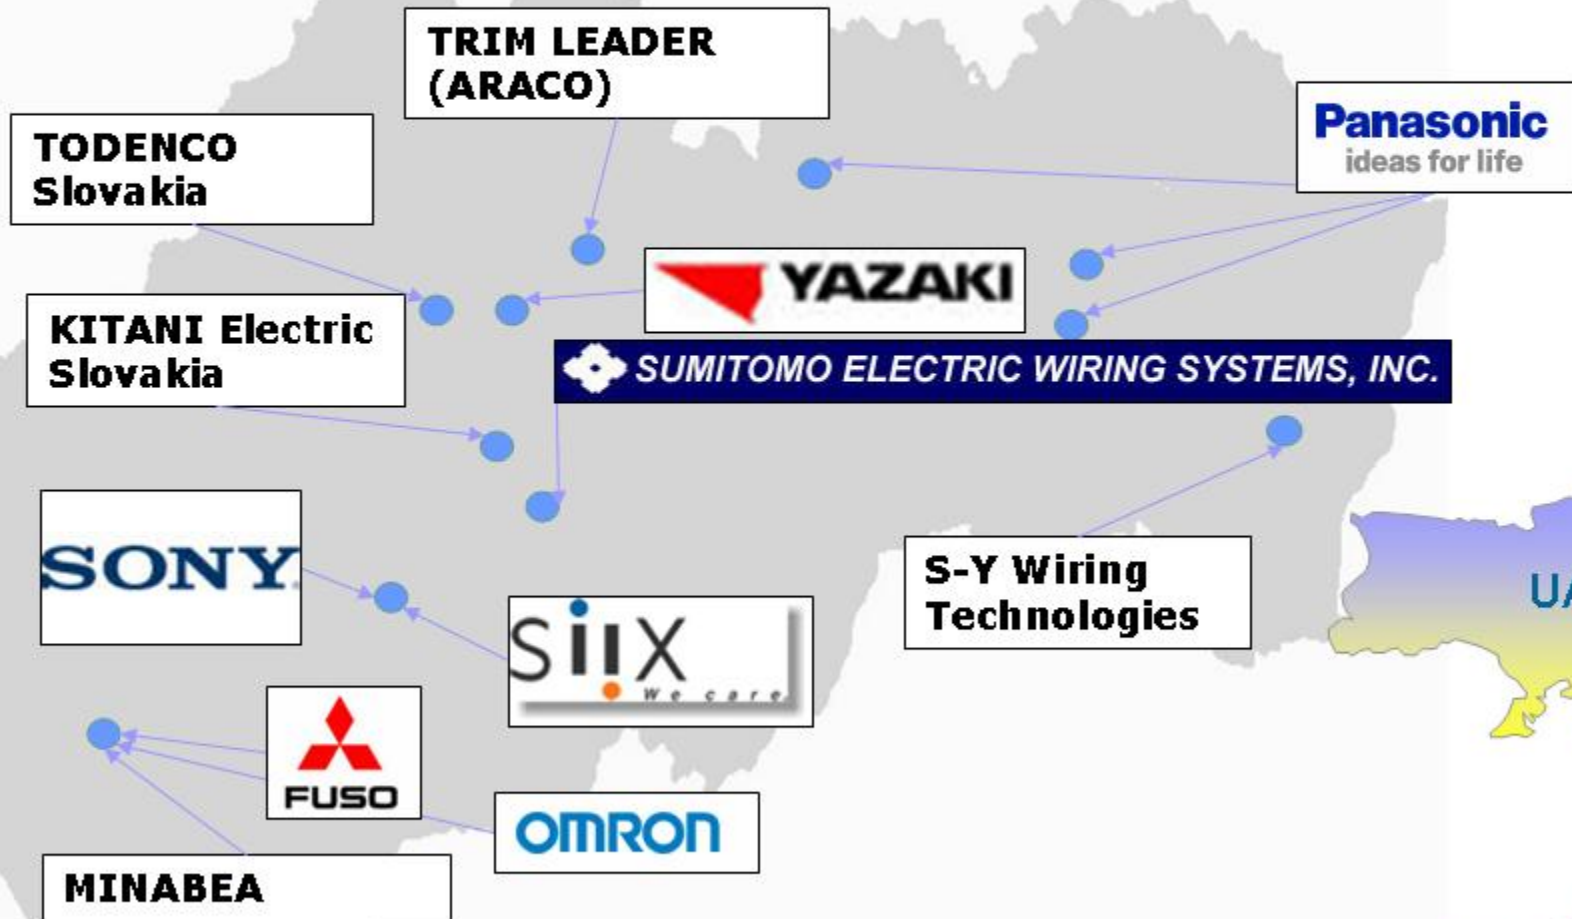 TRIM LEADER
(ARACO)
TODENCO
Slovakia
Panasonic
ideas for life
YAZAKI
KITANI Electric
Slovakia
SUMITOMO ELECTRIC WIRING SYSTEMS, INC.
SONY
S-Y Wiring
Technologies
UA
SiiX
We care
FUSO
OMRON
MINABEA